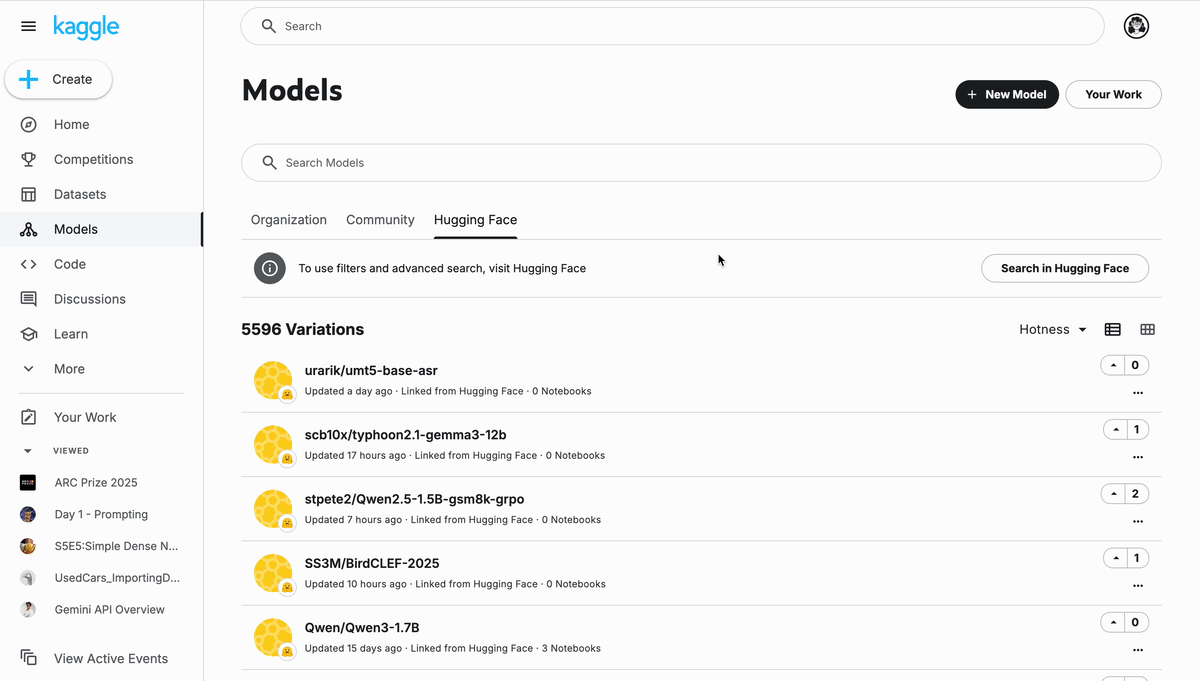 kaggle
Search
Create
Home
Competitions
Datasets
Models
Code
Discussions
Learn
More
Your Work
VIEWED
ARC Prize 2025
Day 1 - Prompting
S5E5:Simple Dense N...
UsedCars_ImportingD...
Gemini API Overview
View Active Events
Models
+ New Model
Your Work
Search Models
Organization Community Hugging Face
To use filters and advanced search, visit Hugging Face
Search in Hugging Face
5596 Variations
Hotness
urarik/umt5-base-asr
0
Updated a day ago · Linked from Hugging Face · 0 Notebooks
scb10x/typhoon2.1-gemma3-12b
1
Updated 17 hours ago · Linked from Hugging Face · 0 Notebooks
stpete2/Qwen2.5-1.5B-gsm8k-grpo
2
Updated 7 hours ago · Linked from Hugging Face · 0 Notebooks
SS3M/BirdCLEF-2025
1
Updated 10 hours ago · Linked from Hugging Face · 0 Notebooks
Qwen/Qwen3-1.7B
0
Updated 15 days ago · Linked from Hugging Face · 3 Notebooks